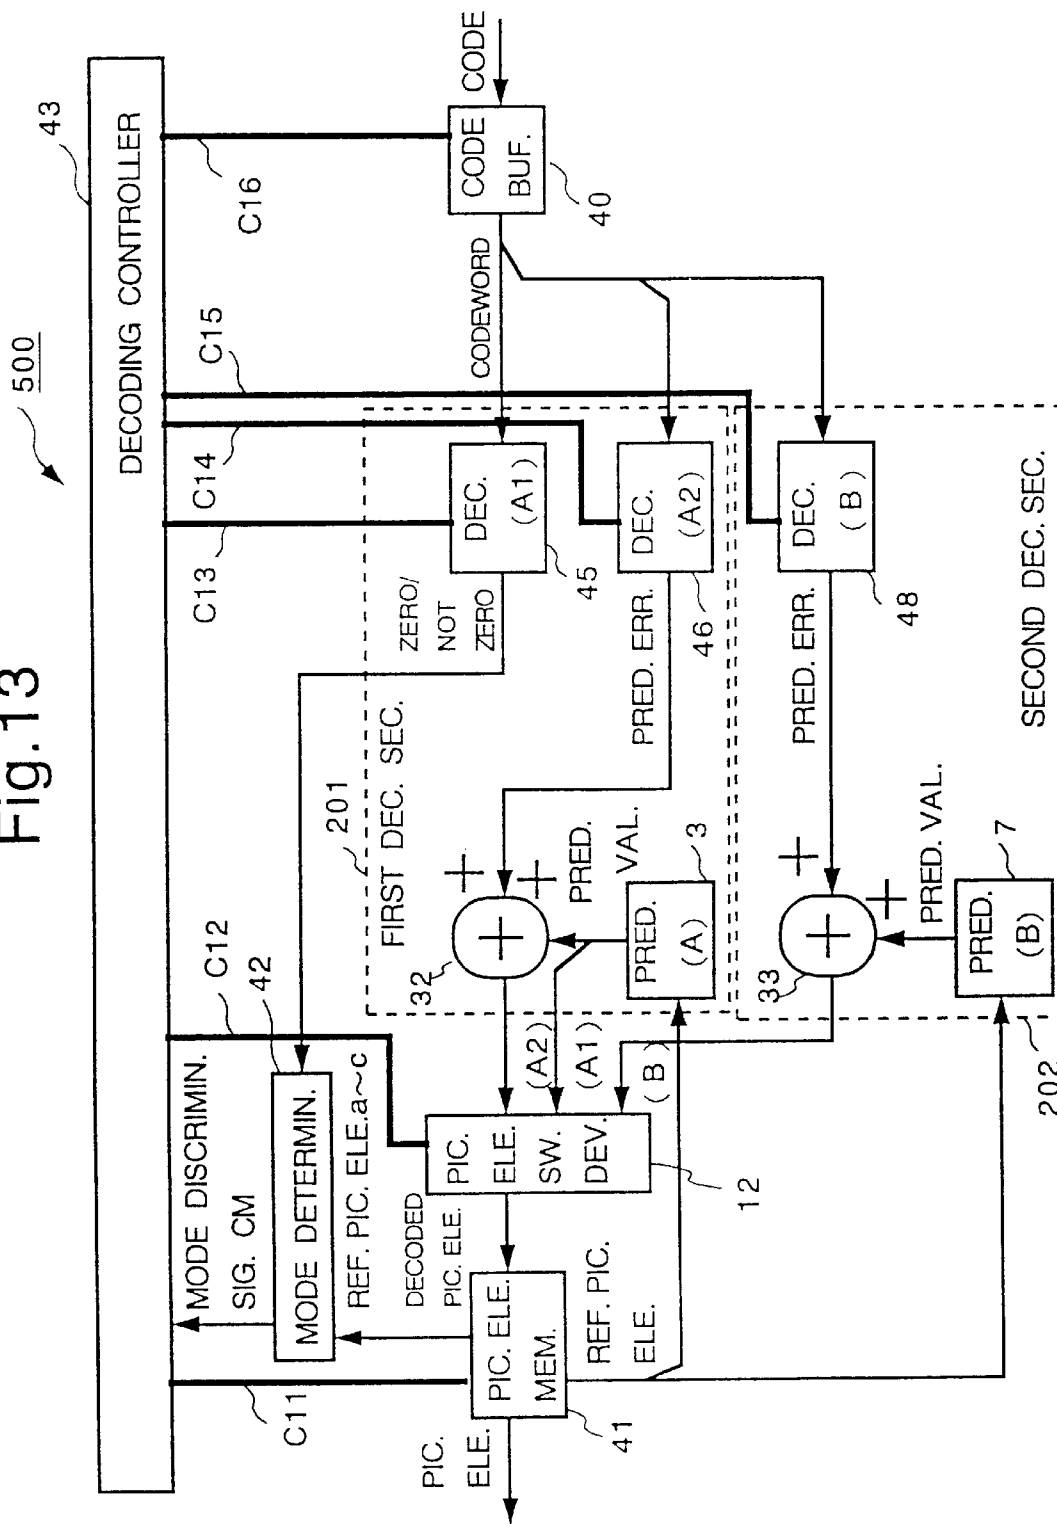 Fig.13
500
43
DECODING CONTROLLER
C11
C12
C13
C14
C15
C16
MODE DISCRIMIN.
SIG. CM
42
MODE DETERMIN.
REF. PIC. ELE.a~c
DECODED
PIC. ELE.
PIC.
ELE.
PIC. ELE.
MEM.
41
REF. PIC.
ELE.
PIC.
ELE.
SW.
DEV.
12
(A2)
(A1)
(B)
201
FIRST DEC. SEC.
32
+
+
+
PRED.
VAL.
PRED.
(A)
3
ZERO/
NOT
ZERO
DEC.
(A1)
45
PRED. ERR.
DEC.
(A2)
46
CODEWORD
CODE
BUF.
40
CODE
33
+
+
+
PRED. VAL.
PRED.
(B)
7
PRED. ERR.
DEC.
(B)
48
SECOND DEC. SEC.
202